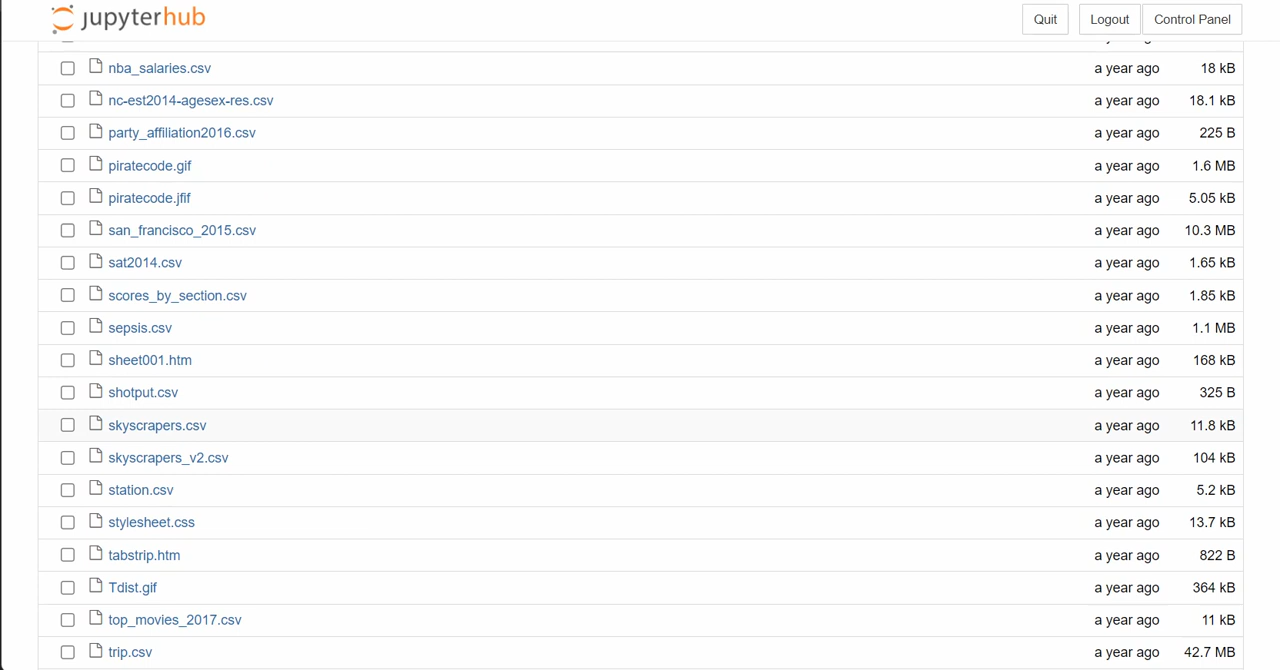 jupyterhub Quit Logout Control Panel
nba_salaries.csv a year ago 18 kB
nc-est2014-agesex-res.csv a year ago 18.1 kB
party_affiliation2016.csv a year ago 225 B
piratecode.gif a year ago 1.6 MB
piratecode.jfif a year ago 5.05 kB
san_francisco_2015.csv a year ago 10.3 MB
sat2014.csv a year ago 1.65 kB
scores_by_section.csv a year ago 1.85 kB
sepsis.csv a year ago 1.1 MB
sheet001.htm a year ago 168 kB
shotput.csv a year ago 325 B
skyscrapers.csv a year ago 11.8 kB
skyscrapers_v2.csv a year ago 104 kB
station.csv a year ago 5.2 kB
stylesheet.css a year ago 13.7 kB
tabstrip.htm a year ago 822 B
Tdist.gif a year ago 364 kB
top_movies_2017.csv a year ago 11 kB
trip.csv a year ago 42.7 MB